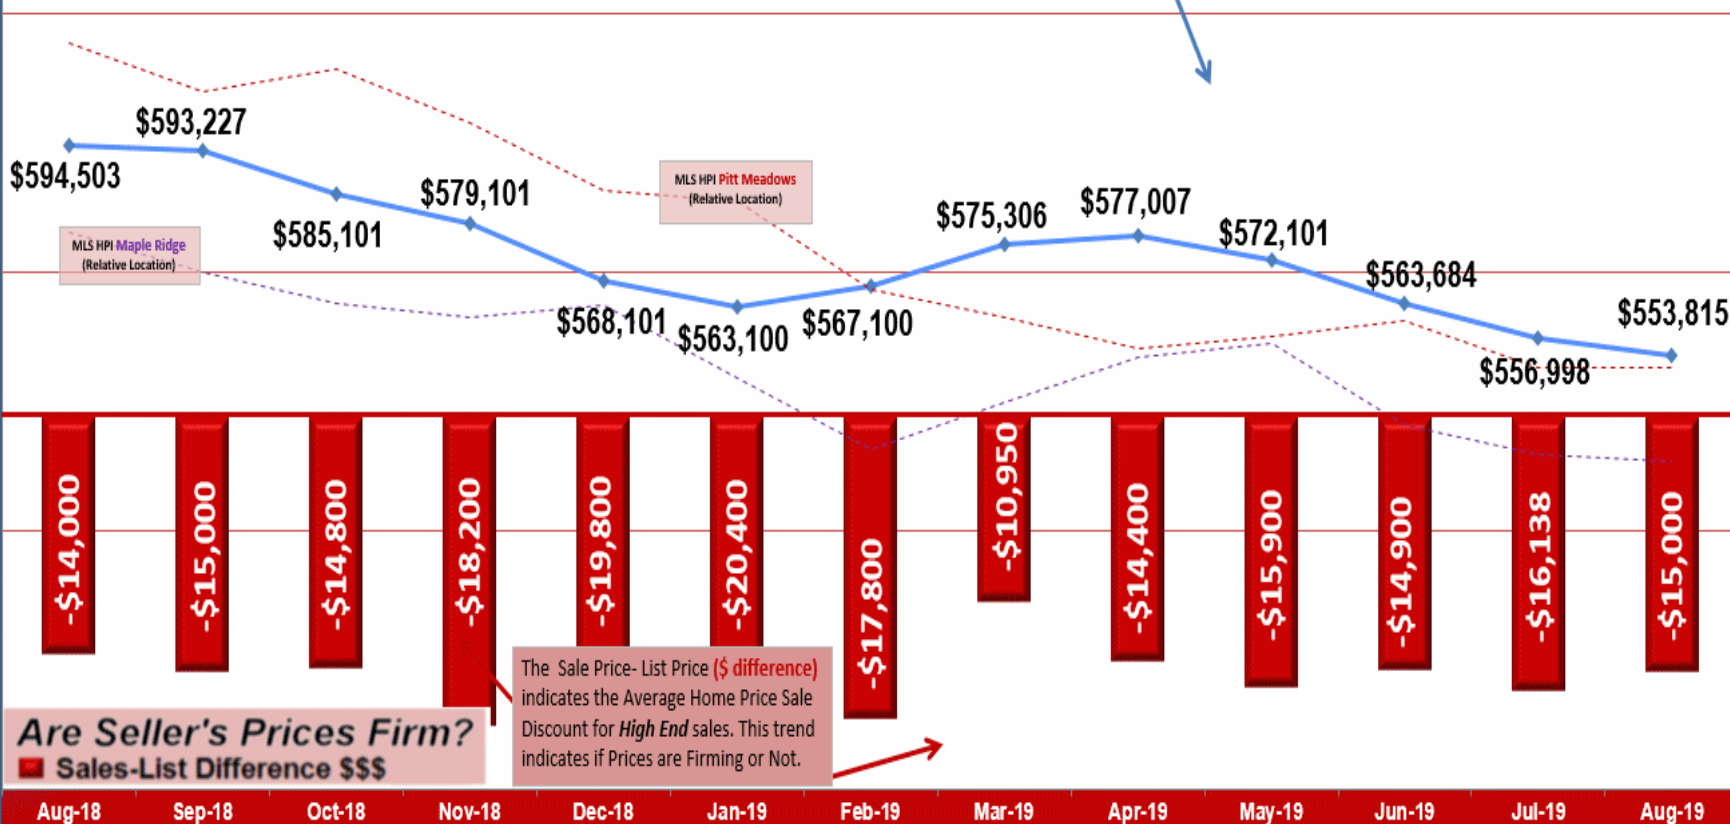 $594,503
$593,227
$585,101
$579,101
$568,101
$563,100
$567,100
$575,306
$577,007
$572,101
$563,684
$556,998
$553,815
MLS HPI Pitt Meadows
(Relative Location)
MLS HPI Maple Ridge
(Relative Location)
-$14,000
-$15,000
-$14,800
-$18,200
-$19,800
-$20,400
-$17,800
-$10,950
-$14,400
-$15,900
-$14,900
-$16,138
-$15,000
The Sale Price- List Price ($ difference)
indicates the Average Home Price Sale
Discount for High End sales. This trend
indicates if Prices are Firming or Not.
Are Seller's Prices Firm?
Sales-List Difference $$$
Aug-18
Sep-18
Oct-18
Nov-18
Dec-18
Jan-19
Feb-19
Mar-19
Apr-19
May-19
Jun-19
Jul-19
Aug-19